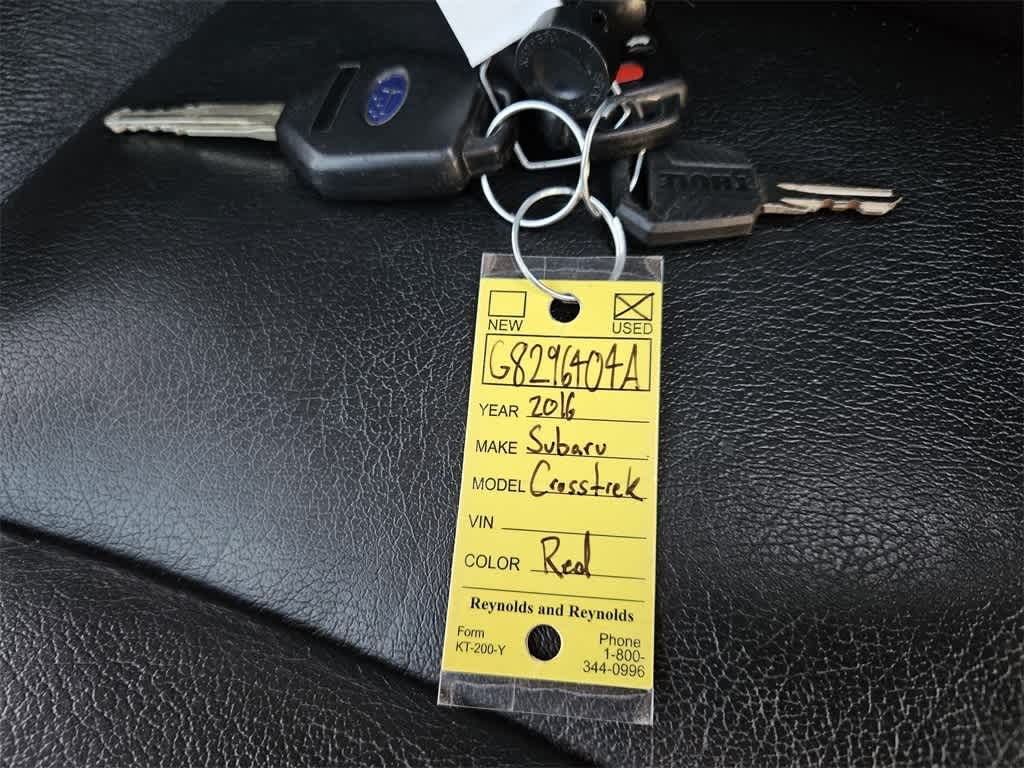 THULE
NEW USED
G8296404A
YEAR 2016
MAKE Subaru
MODEL Crosstrek
VIN
COLOR Red
Reynolds and Reynolds
Form
KT-200-Y
Phone
1-800-
344-0996